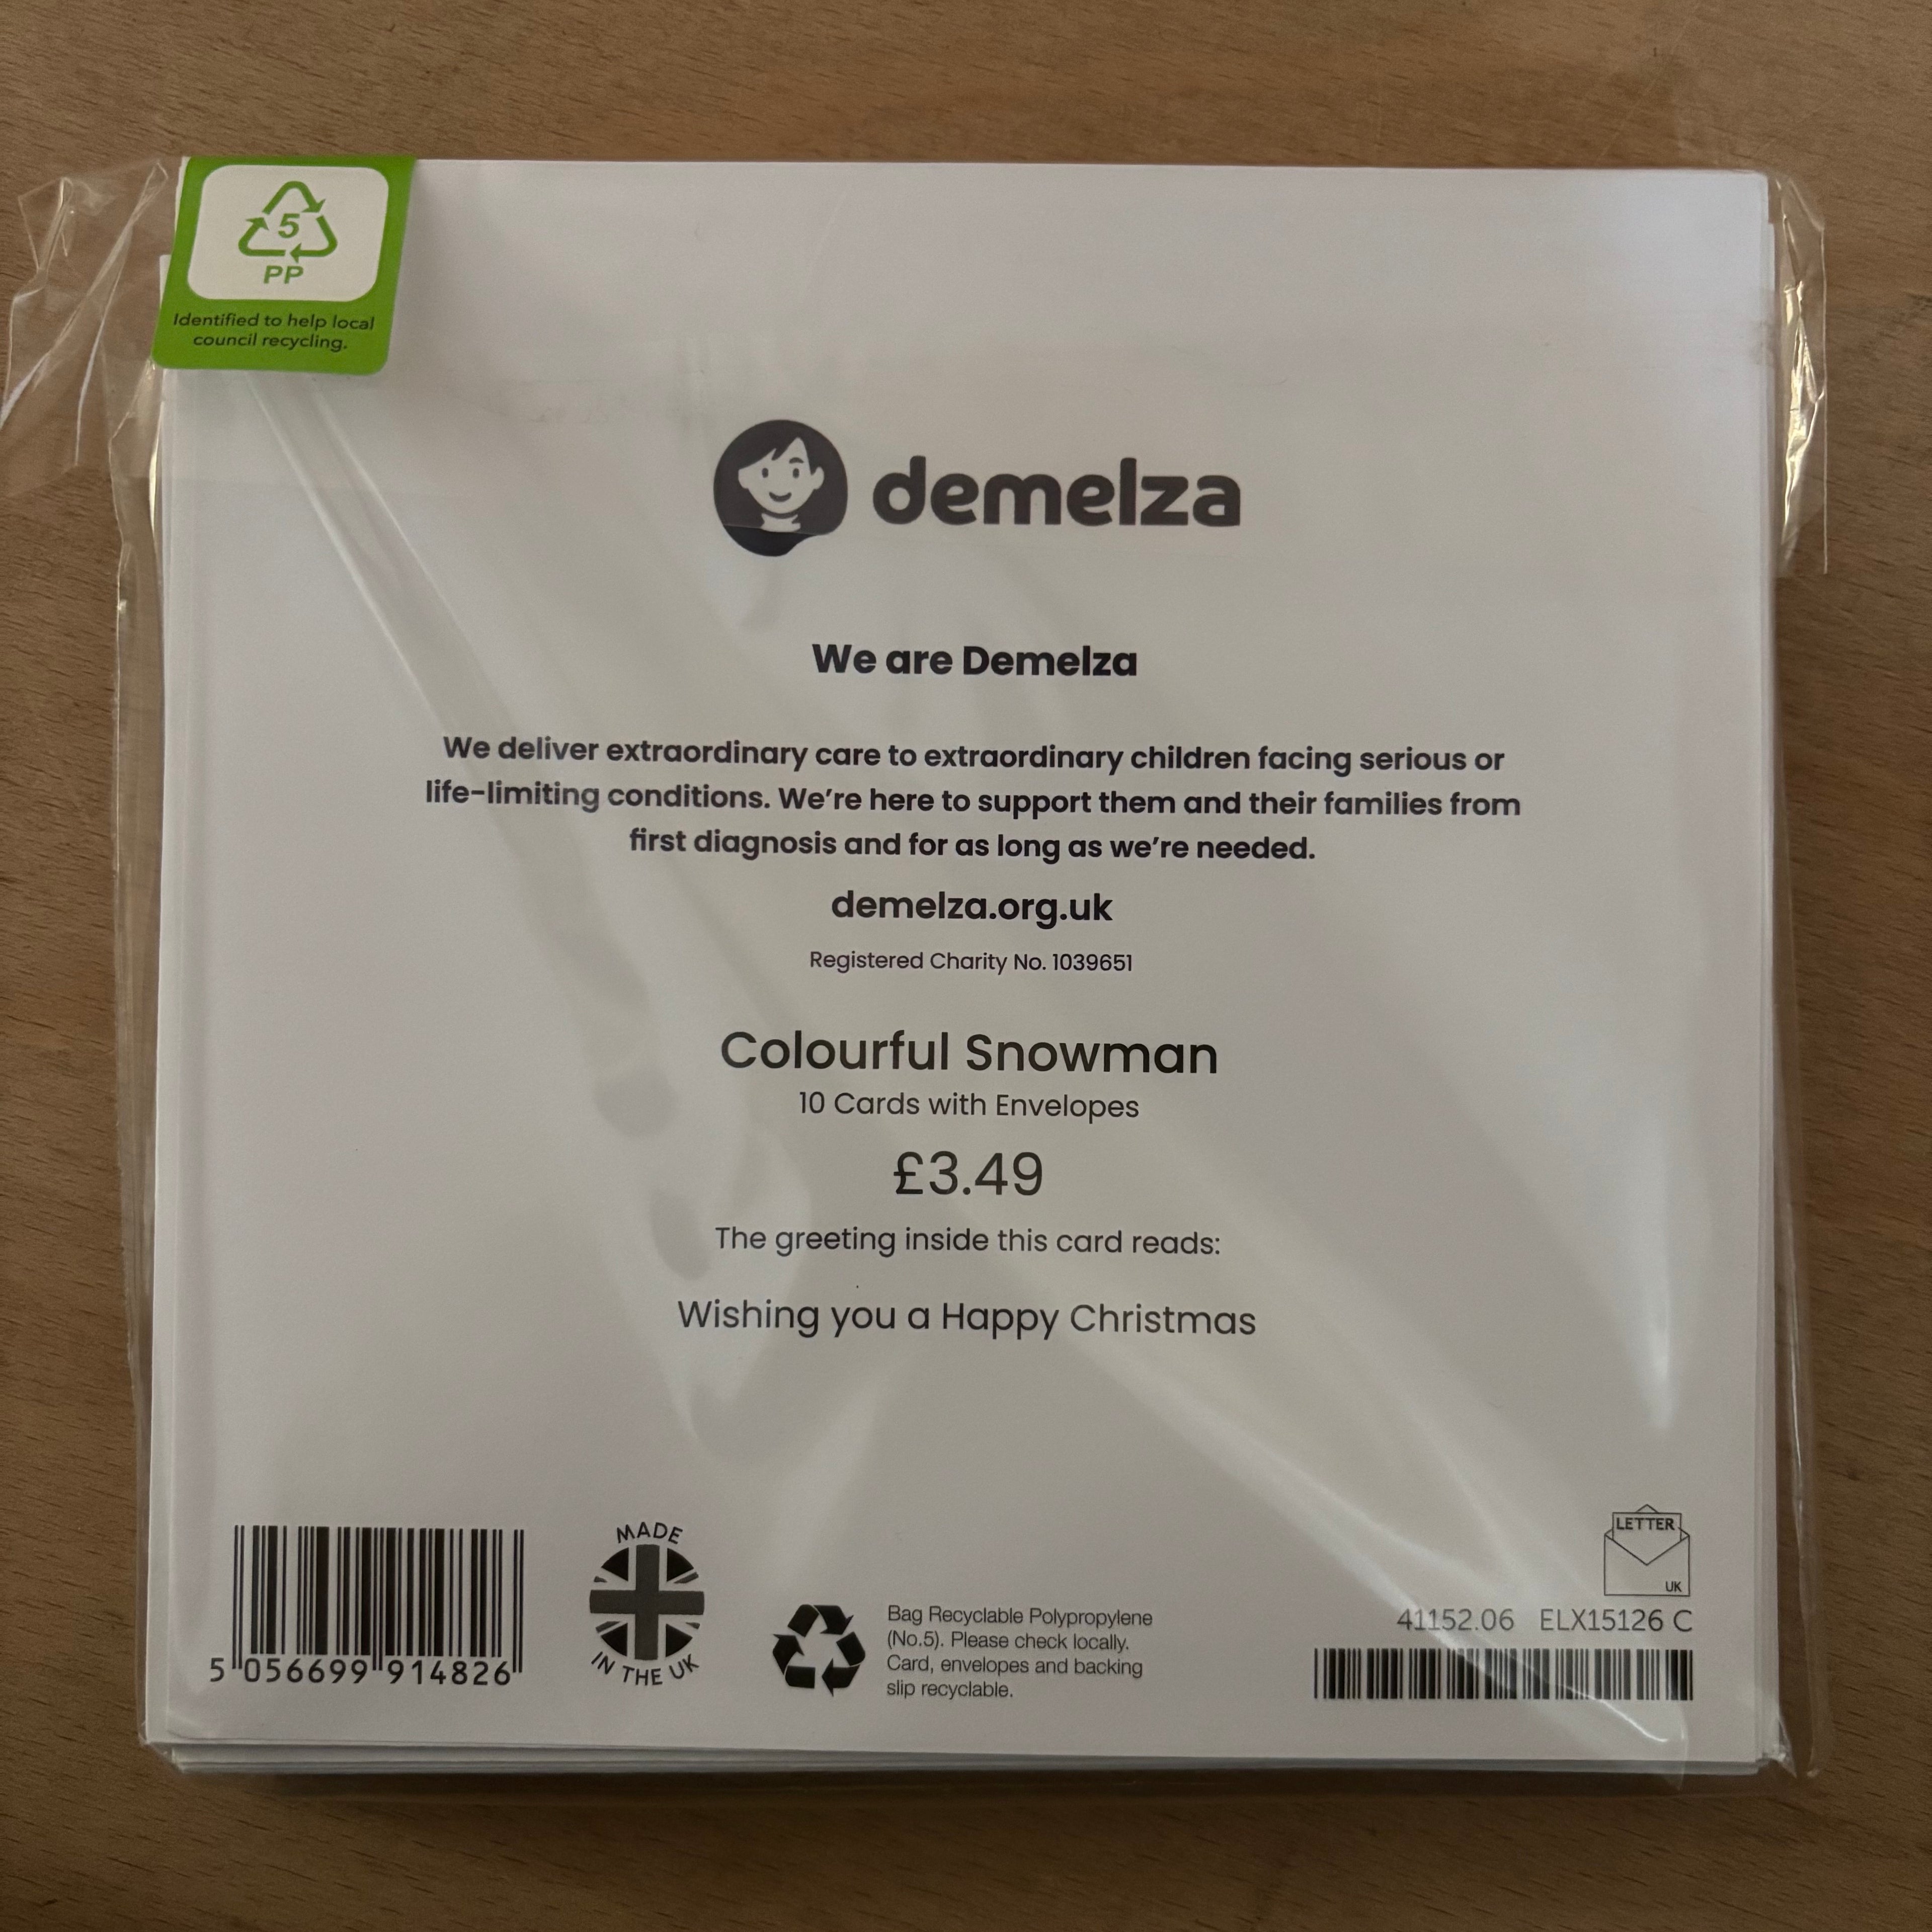 5
PP
Identified to help local
council recycling.
demelza
We are Demelza
We deliver extraordinary care to extraordinary children facing serious or
life-limiting conditions. We're here to support them and their families from
first diagnosis and for as long as we're needed.
demelza.org.uk
Registered Charity No. 1039651
Colourful Snowman
10 Cards with Envelopes
£3.49
The greeting inside this card reads:
Wishing you a Happy Christmas
5 056699 914826
MADE
IN THE UK
Bag Recyclable Polypropylene
(No.5). Please check locally.
Card, envelopes and backing
slip recyclable.
LETTER
UK
41152.06 ELX15126 C